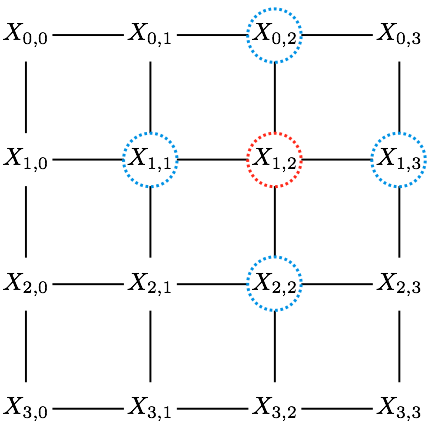 X_{0,0} X_{0,1} X_{0,2} X_{0,3}
X_{1,0} X_{1,1} X_{1,2} X_{1,3}
X_{2,0} X_{2,1} X_{2,2} X_{2,3}
X_{3,0} X_{3,1} X_{3,2} X_{3,3}